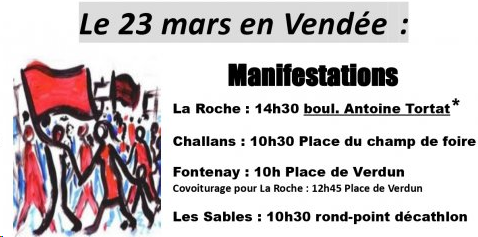 Le 23 mars en Vendée :
Manifestations
La Roche : 14h30 boul. Antoine Tortat*
Challans : 10h30 Place du champ de foire
Fontenay : 10h Place de Verdun
Covoiturage pour La Roche : 12h45 Place de Verdun
Les Sables : 10h30 rond-point décathlon